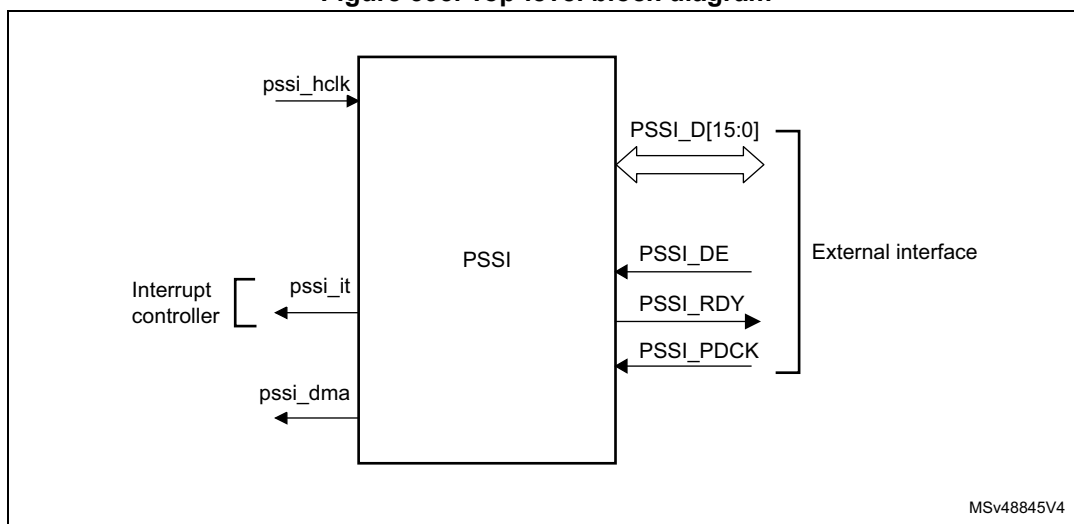 pssi_hclk
PSSI_D[15:0]
PSSI_DE
PSSI
External interface
Interrupt
controller
pssi_it
PSSI_RDY
PSSI_PDCK
pssi_dma
MSv48845V4